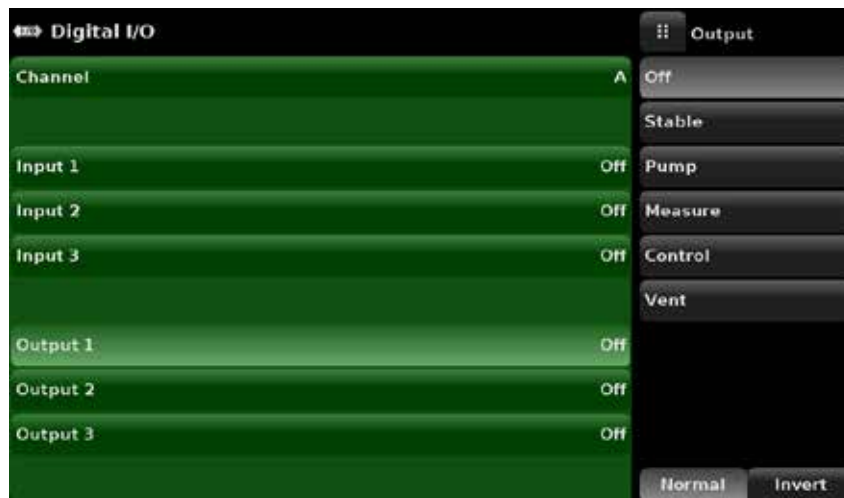 Digital I/O
Channel A
Input 1 Off
Input 2 Off
Input 3 Off
Output 1 Off
Output 2 Off
Output 3 Off
Output
Off
Stable
Pump
Measure
Control
Vent
Normal Invert